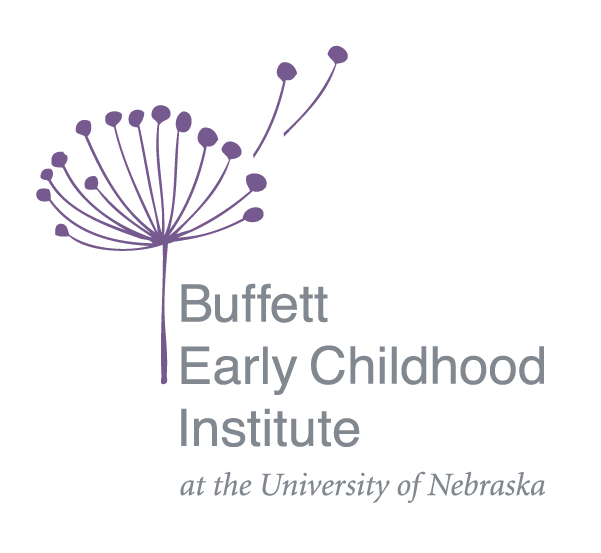 Buffett
Early Childhood
Institute
at the University of Nebraska